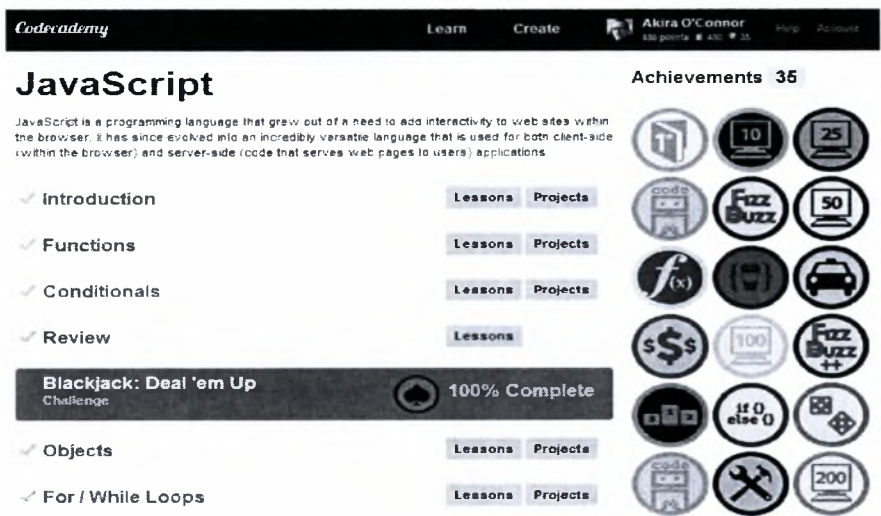 Codecademy
Learn Create Akira O'Connor Help Account
points 35
JavaScript
JavaScript is a programming language that grew out of a need to add interactivity to web sites within
the browser. It has since evolved into an incredibly versatile language that is used for both client-side
(within the browser) and server-side (code that serves web pages to users) applications
Introduction Lessons Projects
Functions Lessons Projects
Conditionals Lessons Projects
Review Lessons
Blackjack: Deal 'em Up
Challenge
100% Complete
Objects Lessons Projects
For / While Loops Lessons Projects
Achievements 35
10 25
code
FIZZ
BUZZ
50
f(x) { }
$$$ 100
FIZZ
BUZZ
++
if ()
else ()
code
200